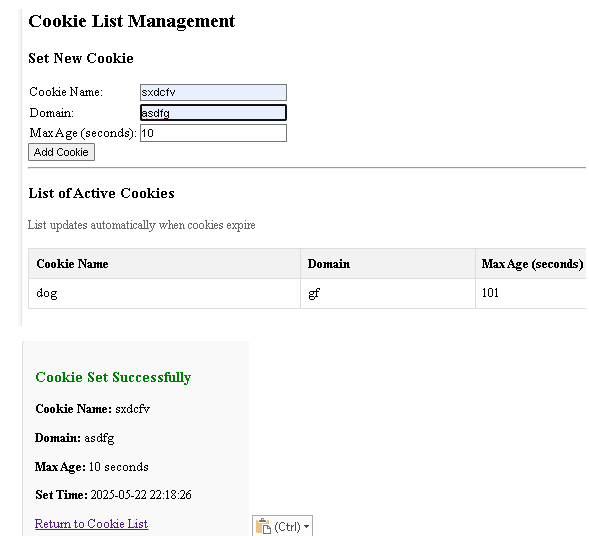 Cookie List Management
Set New Cookie
Cookie Name: sxdcfv
Domain: asdfg
Max Age (seconds): 10
Add Cookie
List of Active Cookies
List updates automatically when cookies expire
Cookie Name Domain Max Age (seconds)
dog gf 101
Cookie Set Successfully
Cookie Name: sxdcfv
Domain: asdfg
Max Age: 10 seconds
Set Time: 2025-05-22 22:18:26
Return to Cookie List
(Ctrl)